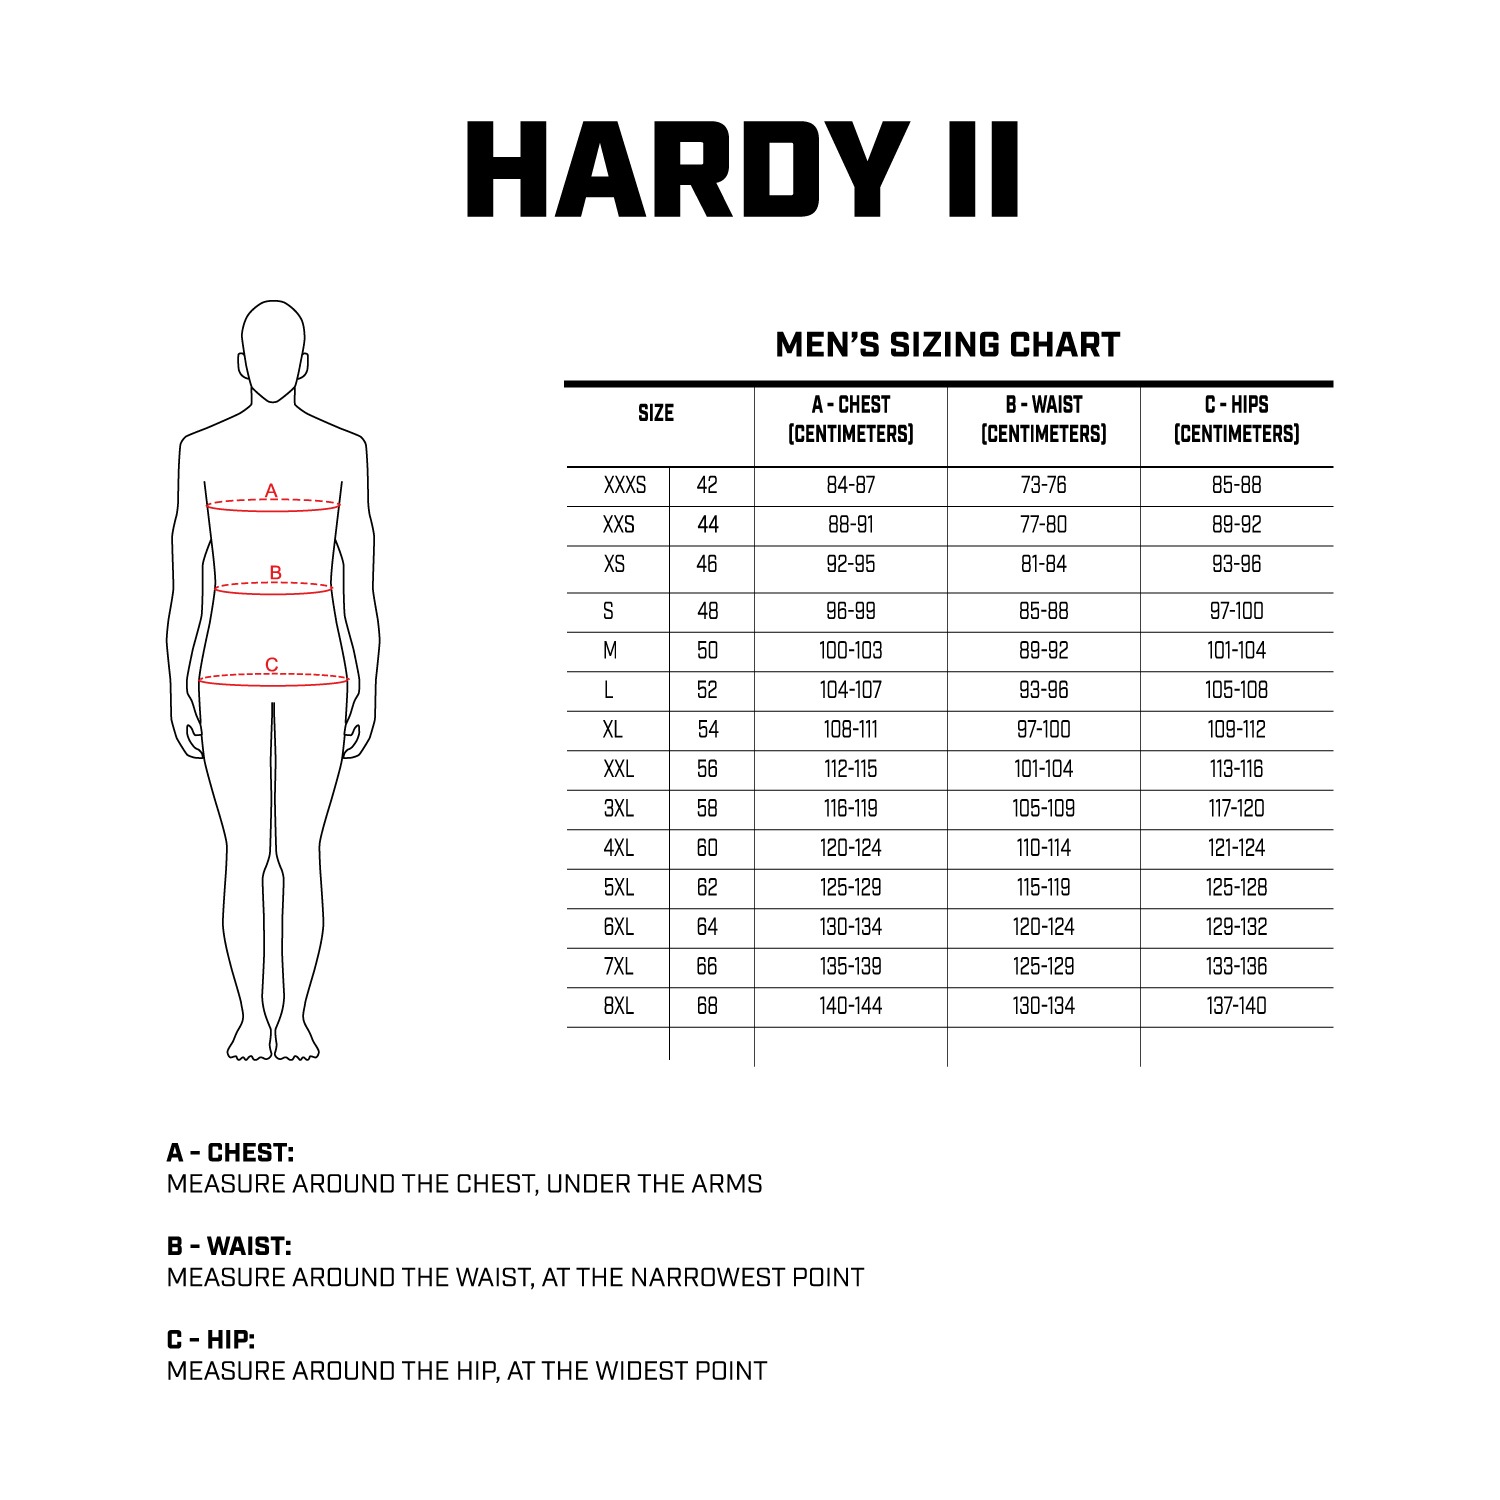 HARDY II
MEN'S SIZING CHART
SIZE A - CHEST (CENTIMETERS) B - WAIST (CENTIMETERS) C - HIPS (CENTIMETERS)
XXXS 42 84-87 73-76 85-88
XXS 44 88-91 77-80 89-92
XS 46 92-95 81-84 93-96
S 48 96-99 85-88 97-100
M 50 100-103 89-92 101-104
L 52 104-107 93-96 105-108
XL 54 108-111 97-100 109-112
XXL 56 112-115 101-104 113-116
3XL 58 116-119 105-109 117-120
4XL 60 120-124 110-114 121-124
5XL 62 125-129 115-119 125-128
6XL 64 130-134 120-124 129-132
7XL 66 135-139 125-129 133-136
8XL 68 140-144 130-134 137-140
A
B
C
A - CHEST:
MEASURE AROUND THE CHEST, UNDER THE ARMS
B - WAIST:
MEASURE AROUND THE WAIST, AT THE NARROWEST POINT
C - HIP:
MEASURE AROUND THE HIP, AT THE WIDEST POINT